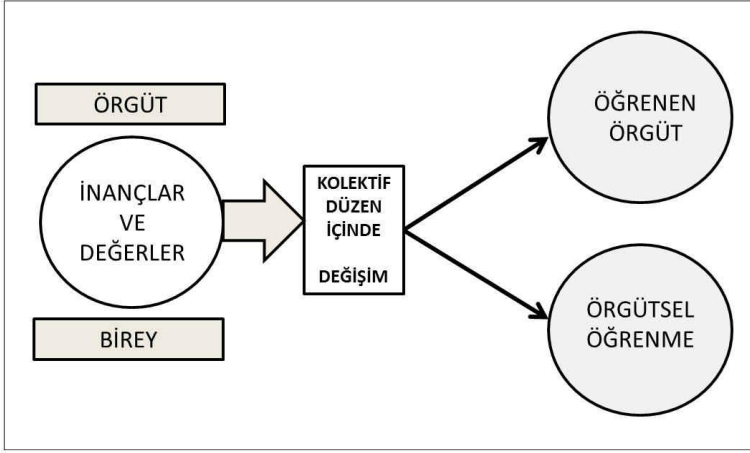 ÖRGÜT
İNANÇLAR
VE
DEĞERLER
BİREY
KOLEKTİF
DÜZEN
İÇİNDE
DEĞİŞİM
ÖĞRENEN
ÖRGÜT
ÖRGÜTSEL
ÖĞRENME